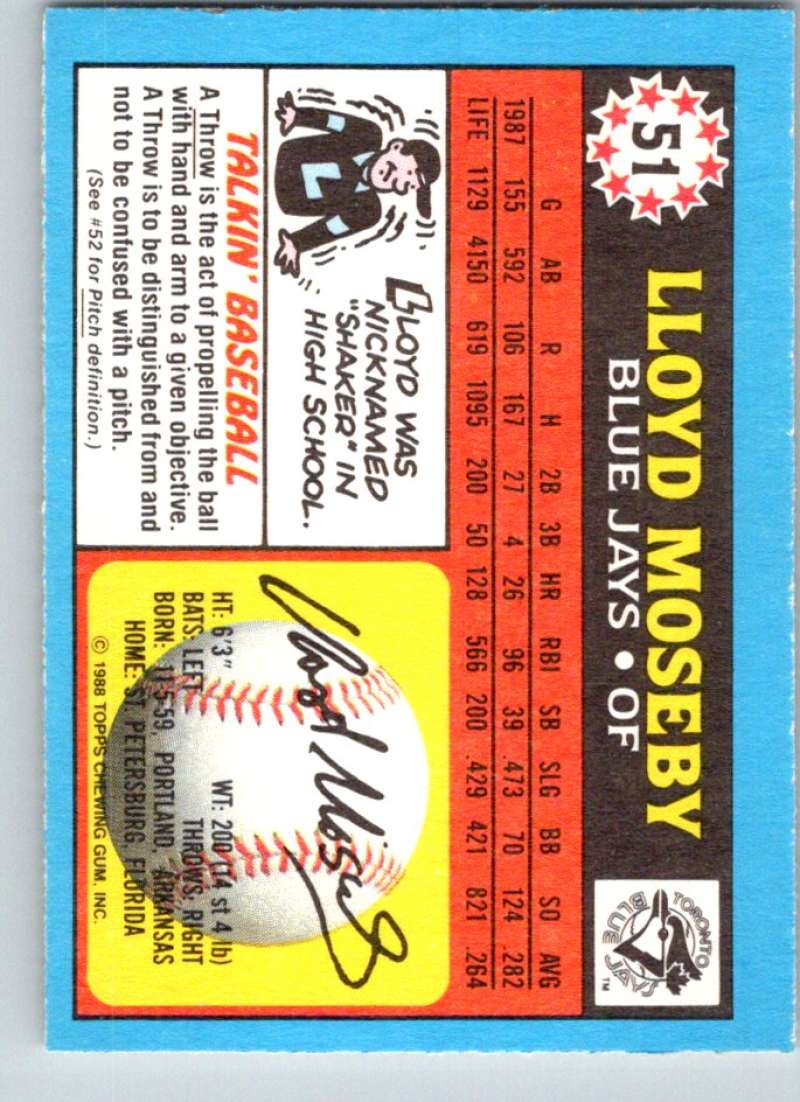 51
LLOYD MOSEBY
BLUE JAYS • OF
TORONTO
BLUE JAYS
TM
G AB R H 2B 3B HR RBI SB SLG BB SO AVG
1987 155 592 106 167 27 4 26 96 39 .473 70 124 .282
LIFE 1129 4150 619 1095 200 50 128 566 200 .429 421 821 .264
LLOYD WAS
NICKNAMED
"SHAKER" IN
HIGH SCHOOL.
L
TALKIN' BASEBALL
A Throw is the act of propelling the ball
with hand and arm to a given objective.
A Throw is to be distinguished from and
not to be confused with a pitch.
(See #52 for Pitch definition.)
Lloyd Moseby
HT: 6'3" WT: 200 (14 st 4 lb)
BATS: LEFT THROWS: RIGHT
BORN: 11-5-59, PORTLAND, ARKANSAS
HOME: ST. PETERSBURG, FLORIDA
© 1988 TOPPS CHEWING GUM, INC.